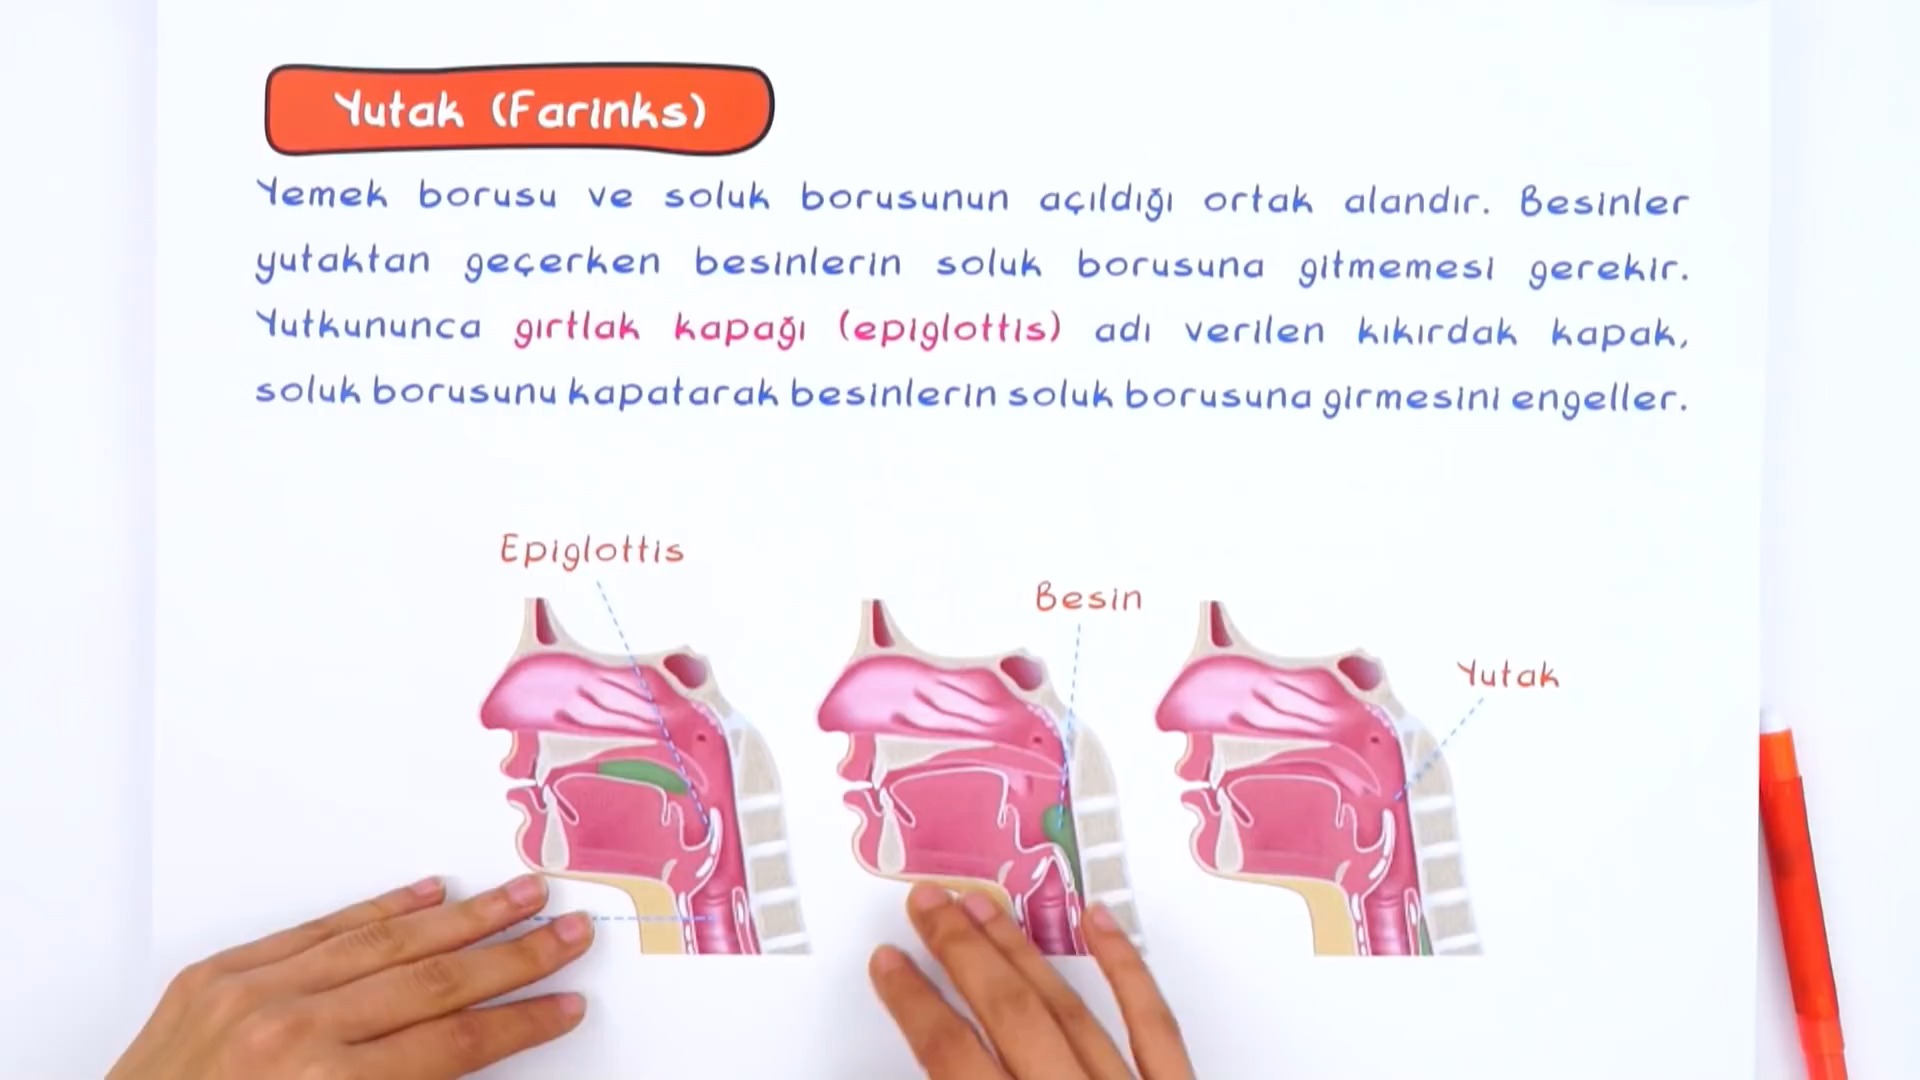 Yutak (Farinks)
Yemek borusu ve soluk borusunun açıldığı ortak alandır. Besinler
yutaktan geçerken besinlerin soluk borusuna gitmemesi gerekir.
Yutkununca gırtlak kapağı (epiglottis) adı verilen kıkırdak kapak,
soluk borusunu kapatarak besinlerin soluk borusuna girmesini engeller.
Epiglottis
Besin
Yutak